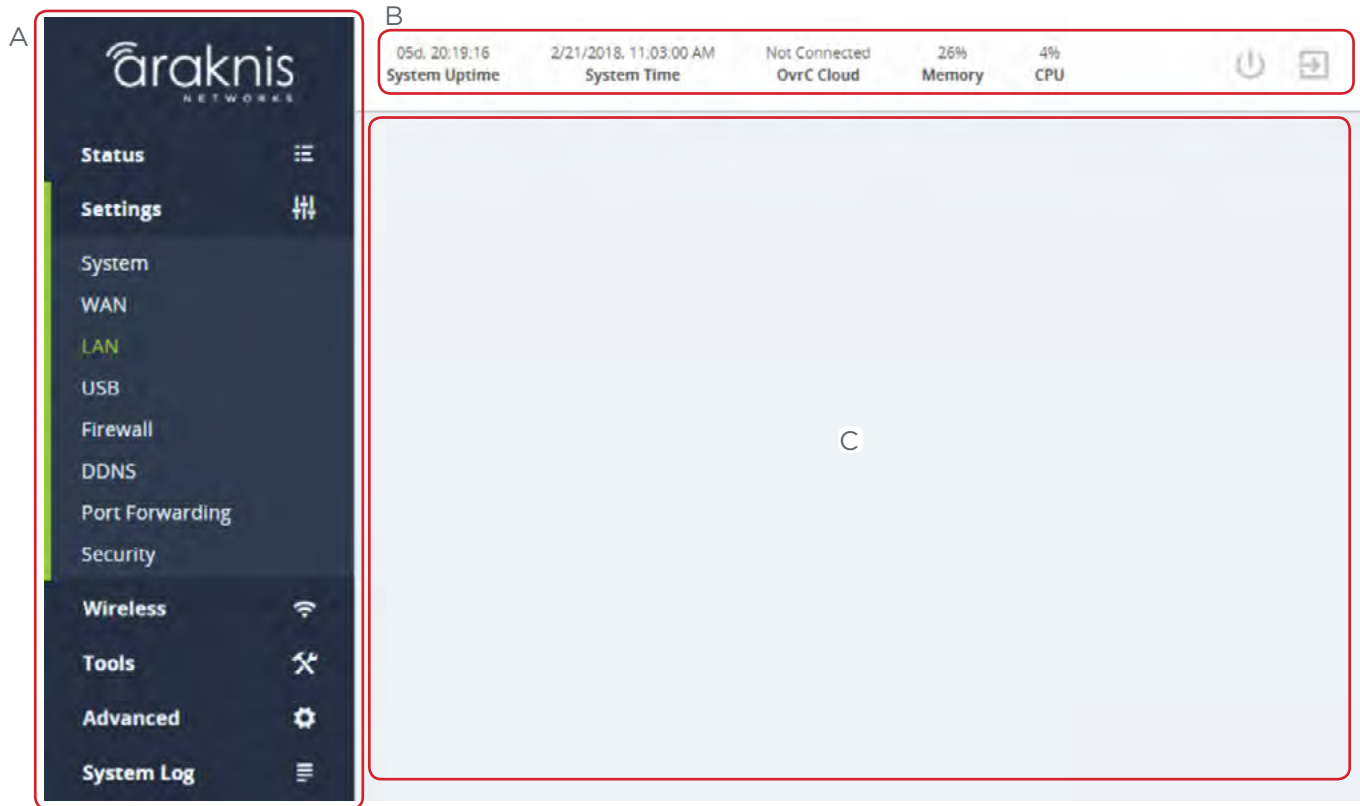 A
araknis
NETWORKS
Status
Settings
System
WAN
LAN
USB
Firewall
DDNS
Port Forwarding
Security
Wireless
Tools
Advanced
System Log
B
05d. 20:19:16 2/21/2018. 11:03:00 AM Not Connected 26% 4%
System Uptime System Time OvrC Cloud Memory CPU
C